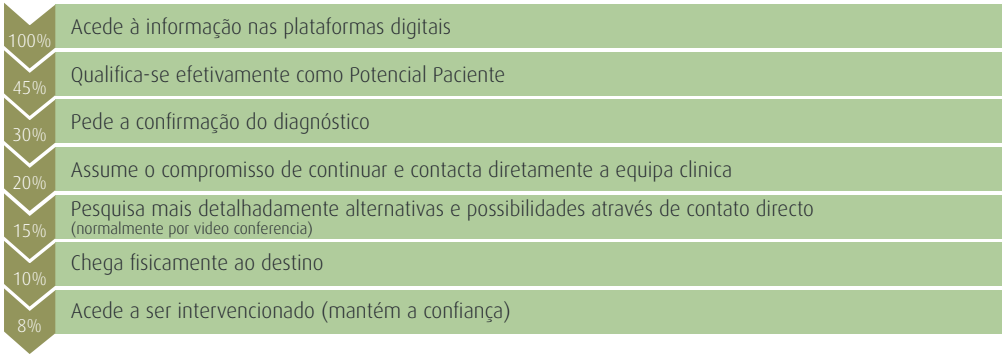 100% Acede à informação nas plataformas digitais
45% Qualifica-se efetivamente como Potencial Paciente
30% Pede a confirmação do diagnóstico
20% Assume o compromisso de continuar e contacta diretamente a equipa clinica
15% Pesquisa mais detalhadamente alternativas e possibilidades através de contato directo
(normalmente por video conferencia)
10% Chega fisicamente ao destino
8% Acede a ser intervencionado (mantém a confiança)